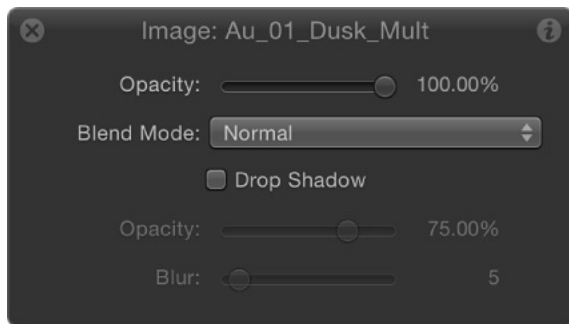 Image: Au_01_Dusk_Mult
Opacity: 100.00%
Blend Mode: Normal
Drop Shadow
Opacity: 75.00%
Blur: 5